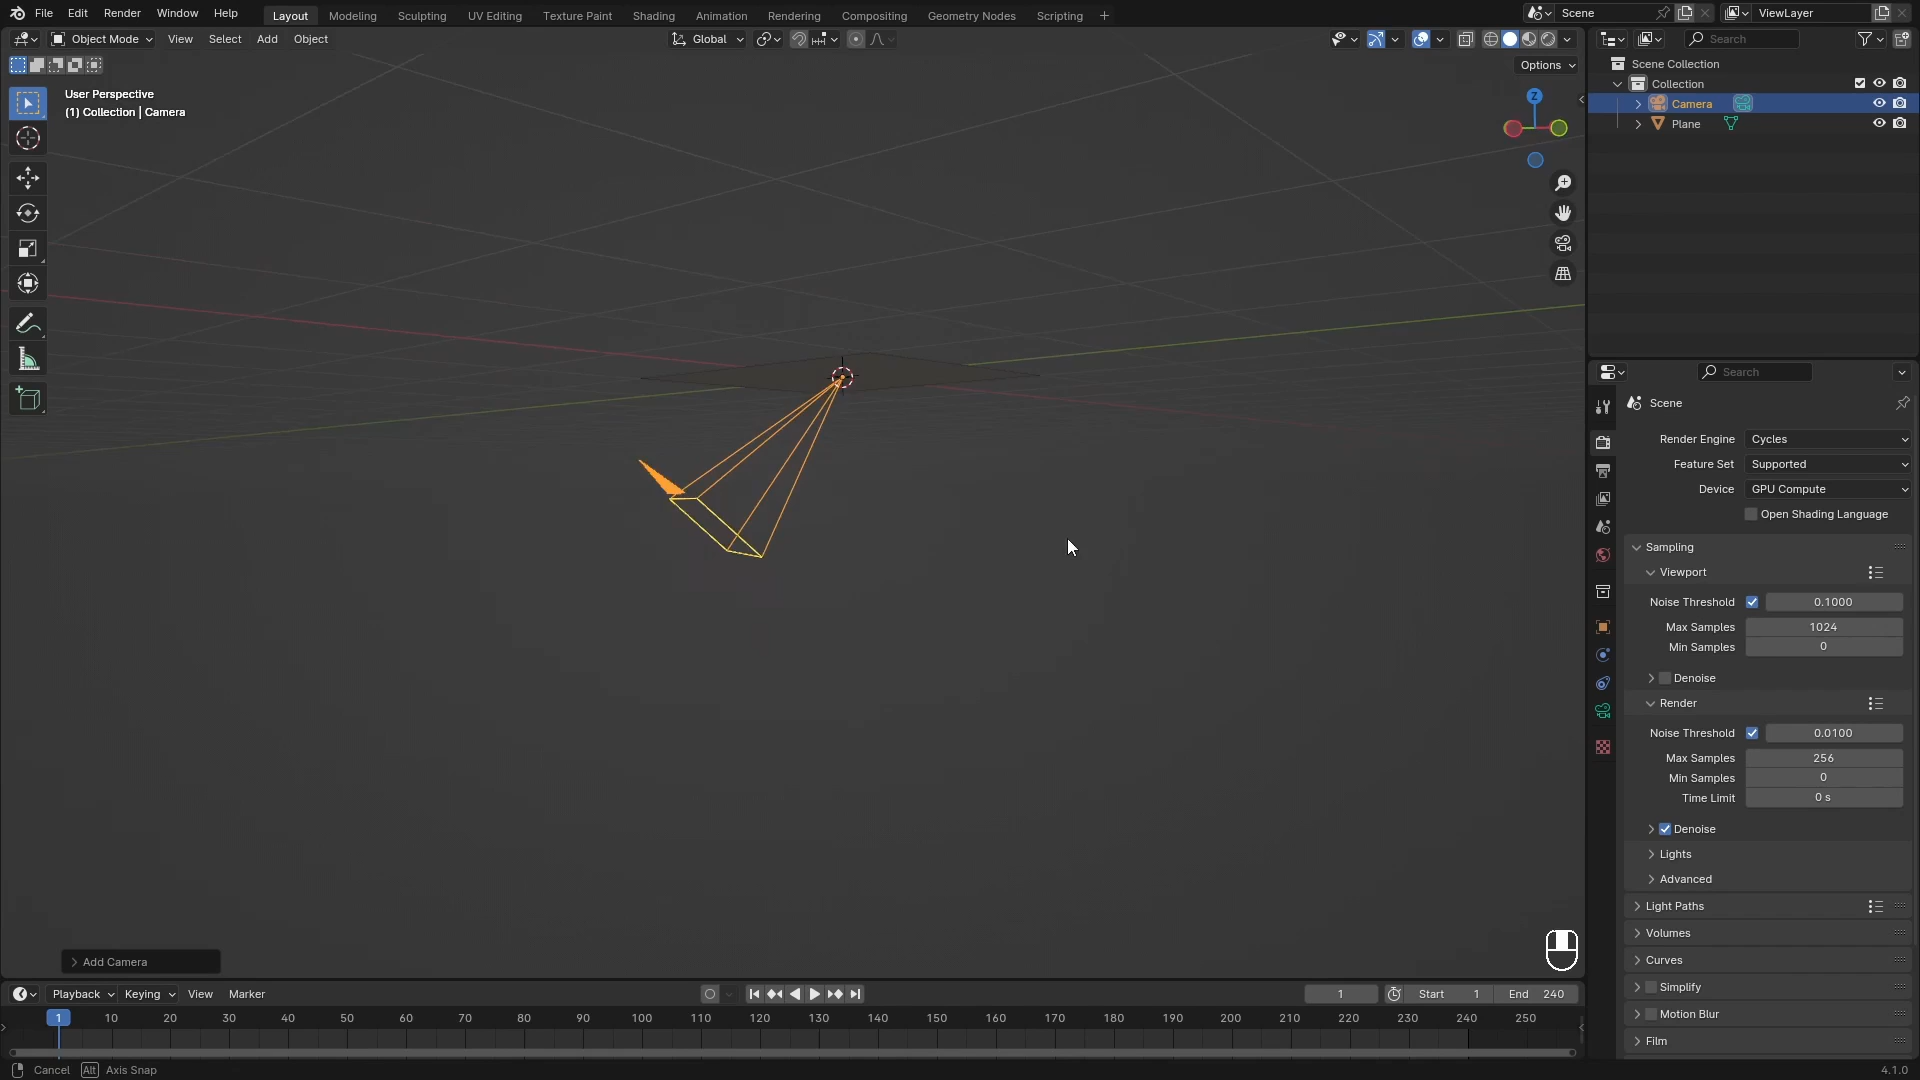 File Edit Render Window Help Layout Modeling Sculpting UV Editing Texture Paint Shading Animation Rendering Compositing Geometry Nodes Scripting + Scene ViewLayer
Object Mode View Select Add Object Global Search
Options
User Perspective
(1) Collection | Camera
Z
Scene Collection
Collection
Camera
Plane
Search
Scene
Render Engine Cycles
Feature Set Supported
Device GPU Compute
Open Shading Language
Sampling
Viewport
Noise Threshold 0.1000
Max Samples 1024
Min Samples 0
Denoise
Render
Noise Threshold 0.0100
Max Samples 256
Min Samples 0
Time Limit 0 s
Denoise
Lights
Advanced
Light Paths
Volumes
Curves
Simplify
Motion Blur
Film
Add Camera
Playback Keying View Marker 1 Start 1 End 240
1 10 20 30 40 50 60 70 80 90 100 110 120 130 140 150 160 170 180 190 200 210 220 230 240 250
Cancel Alt Axis Snap 4.1.0